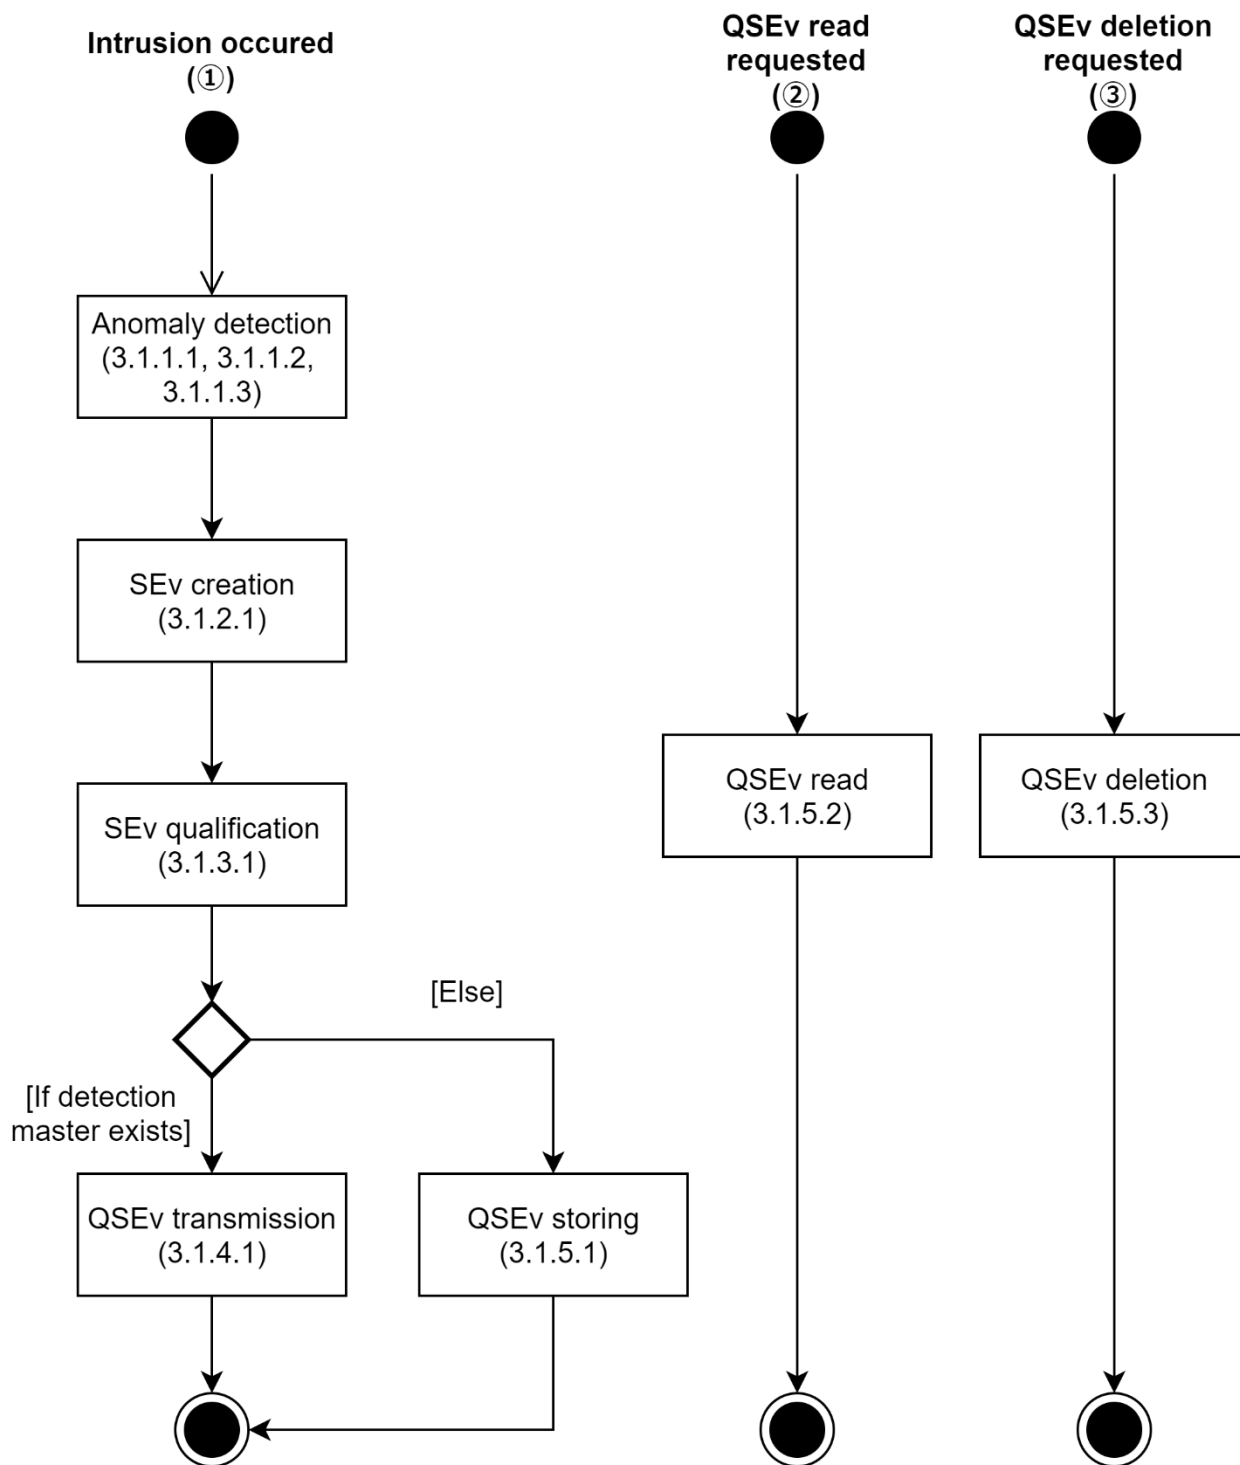 Intrusion occured
(①)
QSEv read
requested
(②)
QSEv deletion
requested
(③)
Anomaly detection
(3.1.1.1, 3.1.1.2,
3.1.1.3)
SEv creation
(3.1.2.1)
SEv qualification
(3.1.3.1)
QSEv read
(3.1.5.2)
QSEv deletion
(3.1.5.3)
[Else]
[If detection
master exists]
QSEv transmission
(3.1.4.1)
QSEv storing
(3.1.5.1)